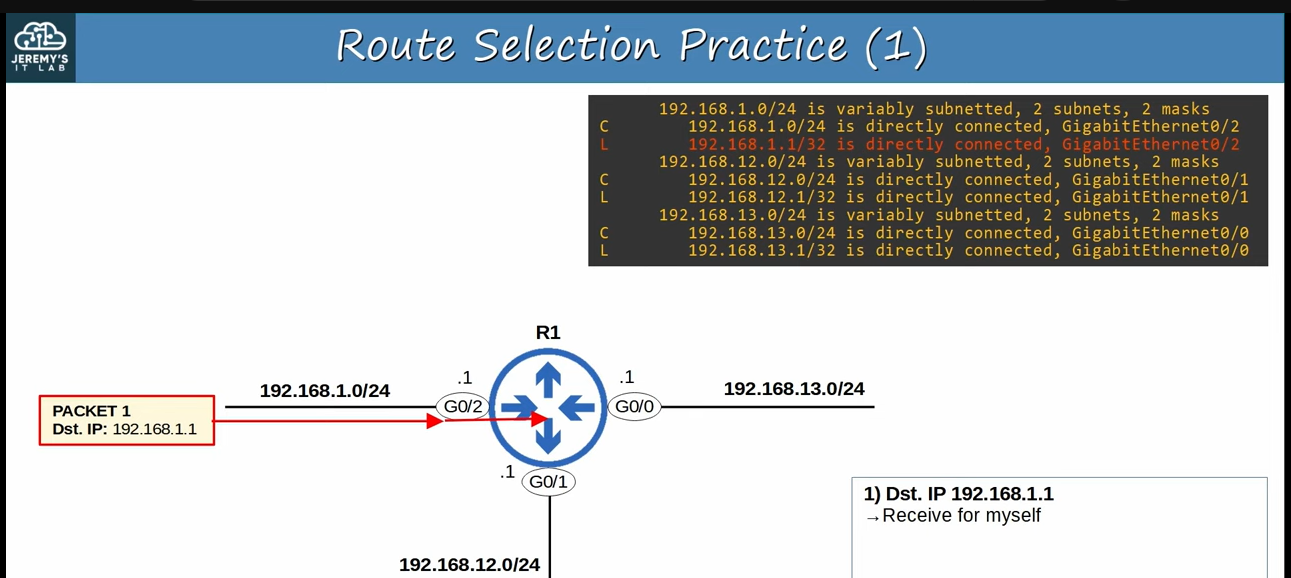 JEREMY'S
IT LAB
Route Selection Practice (1)
192.168.1.0/24 is variably subnetted, 2 subnets, 2 masks
C 192.168.1.0/24 is directly connected, GigabitEthernet0/2
L 192.168.1.1/32 is directly connected, GigabitEthernet0/2
192.168.12.0/24 is variably subnetted, 2 subnets, 2 masks
C 192.168.12.0/24 is directly connected, GigabitEthernet0/1
L 192.168.12.1/32 is directly connected, GigabitEthernet0/1
192.168.13.0/24 is variably subnetted, 2 subnets, 2 masks
C 192.168.13.0/24 is directly connected, GigabitEthernet0/0
L 192.168.13.1/32 is directly connected, GigabitEthernet0/0
R1
192.168.1.0/24
.1
.1
192.168.13.0/24
PACKET 1
Dst. IP: 192.168.1.1
G0/2
G0/0
.1
G0/1
192.168.12.0/24
1) Dst. IP 192.168.1.1
→Receive for myself